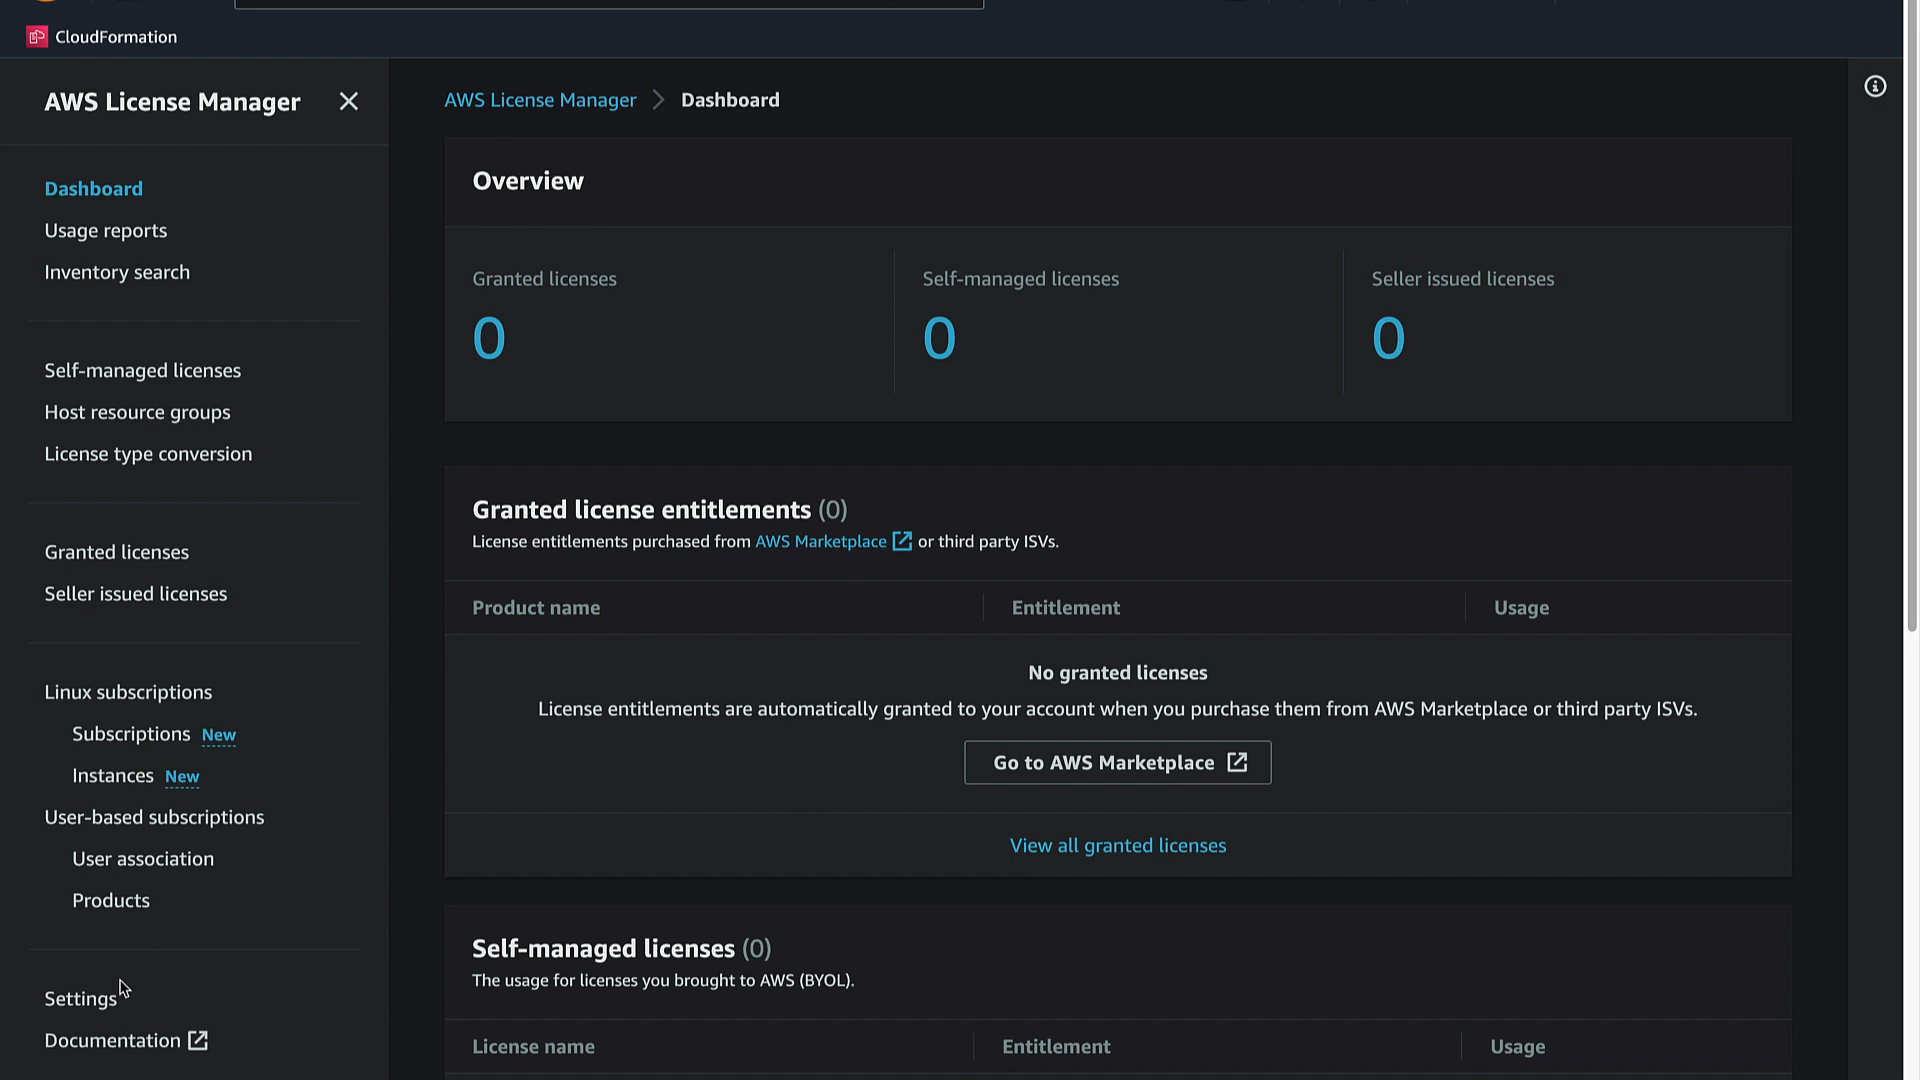 CloudFormation
AWS License Manager
Dashboard
Usage reports
Inventory search
Self-managed licenses
Host resource groups
License type conversion
Granted licenses
Seller issued licenses
Linux subscriptions
Subscriptions New
Instances New
User-based subscriptions
User association
Products
Settings
Documentation
AWS License Manager Dashboard
Overview
Granted licenses
0
Self-managed licenses
0
Seller issued licenses
0
Granted license entitlements (0)
License entitlements purchased from AWS Marketplace or third party ISVs.
Product name Entitlement Usage
No granted licenses
License entitlements are automatically granted to your account when you purchase them from AWS Marketplace or third party ISVs.
Go to AWS Marketplace
View all granted licenses
Self-managed licenses (0)
The usage for licenses you brought to AWS (BYOL).
License name Entitlement Usage